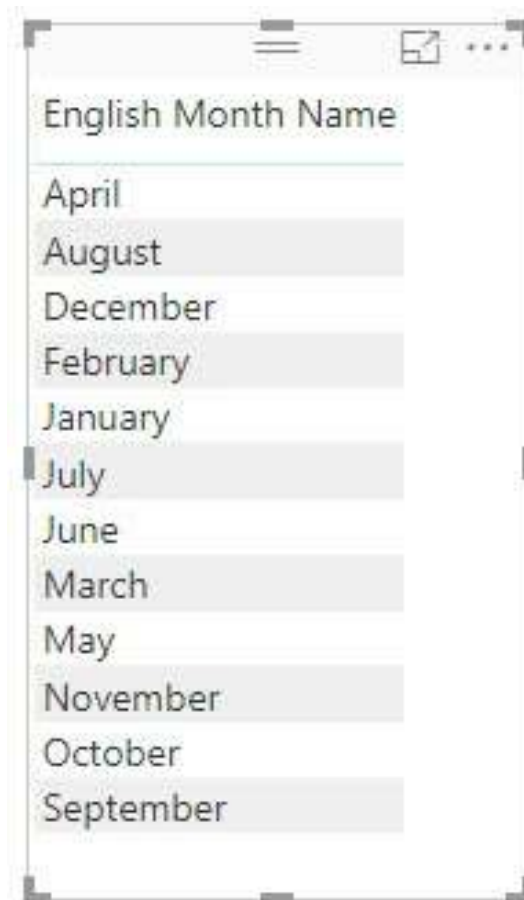 English Month Name
April
August
December
February
January
July
June
March
May
November
October
September